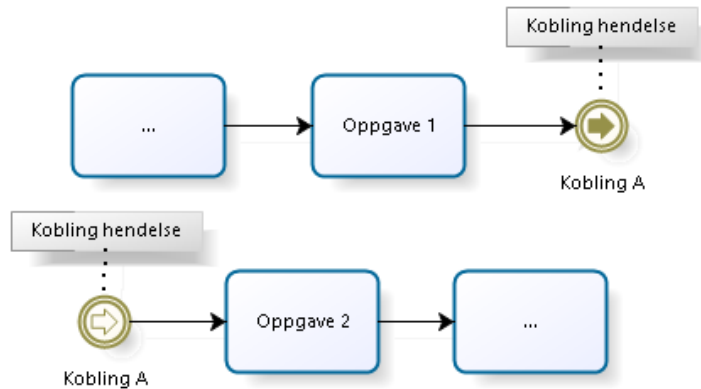 Kobling hendelse
...
Oppgave 1
Kobling A
Kobling hendelse
Oppgave 2
...
Kobling A